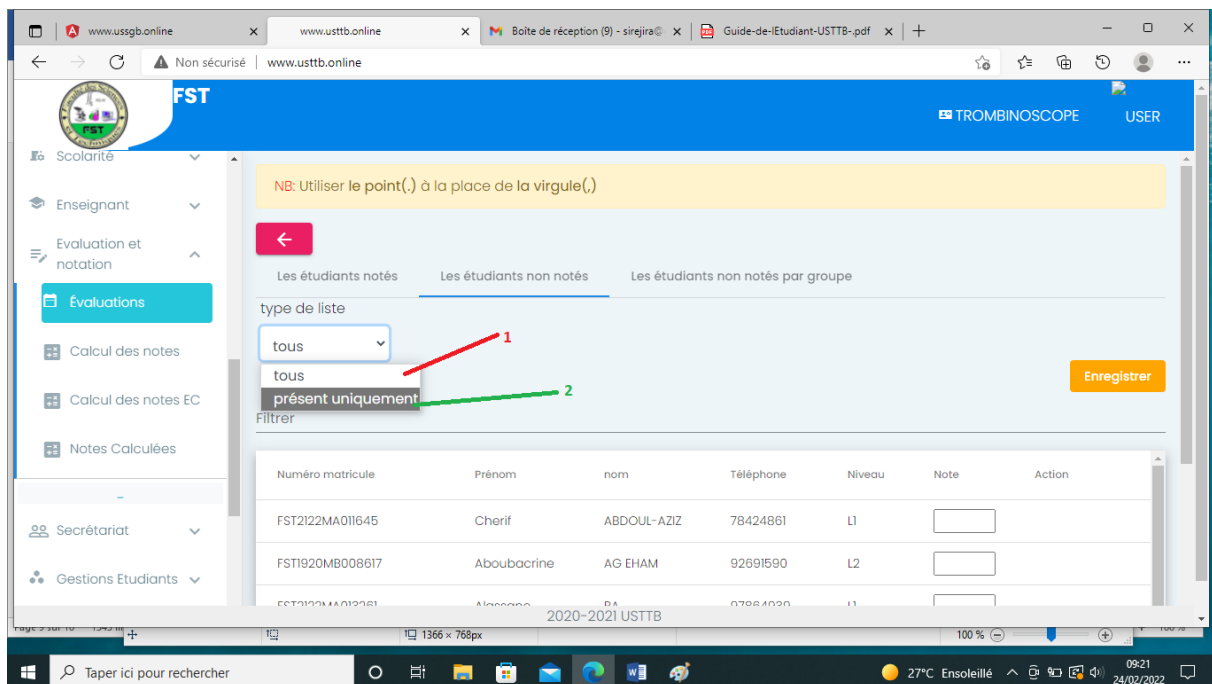 www.ussgb.online
www.usttb.online
Boîte de réception (9) - sirejira
Guide-de-lEtudiant-USTTB-.pdf
Non sécurisé
www.usttb.online
FST
FST
TROMBINOSCOPE
USER
Scolarité
Enseignant
Evaluation et
notation
Évaluations
Calcul des notes
Calcul des notes EC
Notes Calculées
Secrétariat
Gestions Etudiants
NB: Utiliser le point(.) à la place de la virgule(,)
Les étudiants notés
Les étudiants non notés
Les étudiants non notés par groupe
type de liste
tous
1
tous
présent uniquement
2
Enregistrer
Filtrer
Numéro matricule Prénom nom Téléphone Niveau Note Action
FST2122MA011645 Cherif ABDOUL-AZIZ 78424861 L1
FST1920MB008617 Aboubacrine AG EHAM 92691590 L2
2020-2021 USTTB
1366 × 768px
100 %
Taper ici pour rechercher
27°C Ensoleillé
09:21
24/02/2022